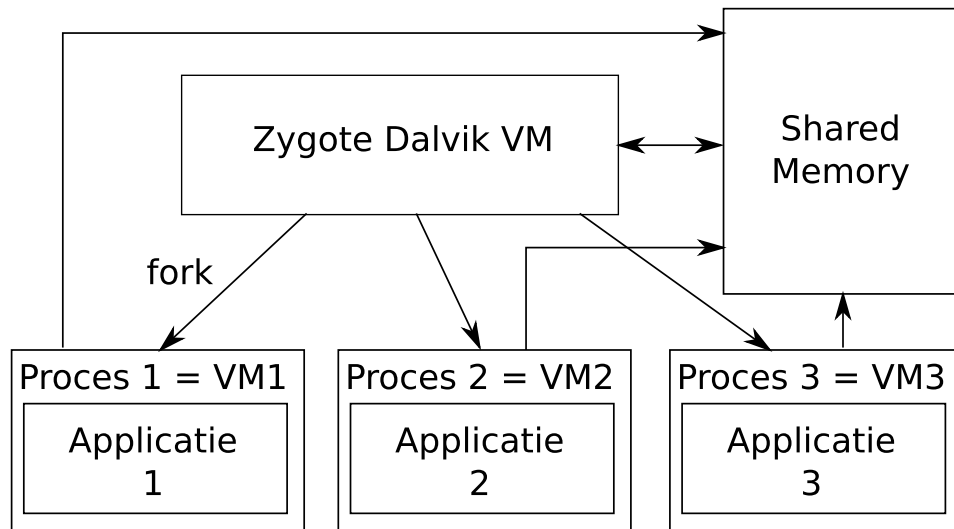 Zygote Dalvik VM
Shared
Memory
fork
Proces 1 = VM1
Applicatie
1
Proces 2 = VM2
Applicatie
2
Proces 3 = VM3
Applicatie
3